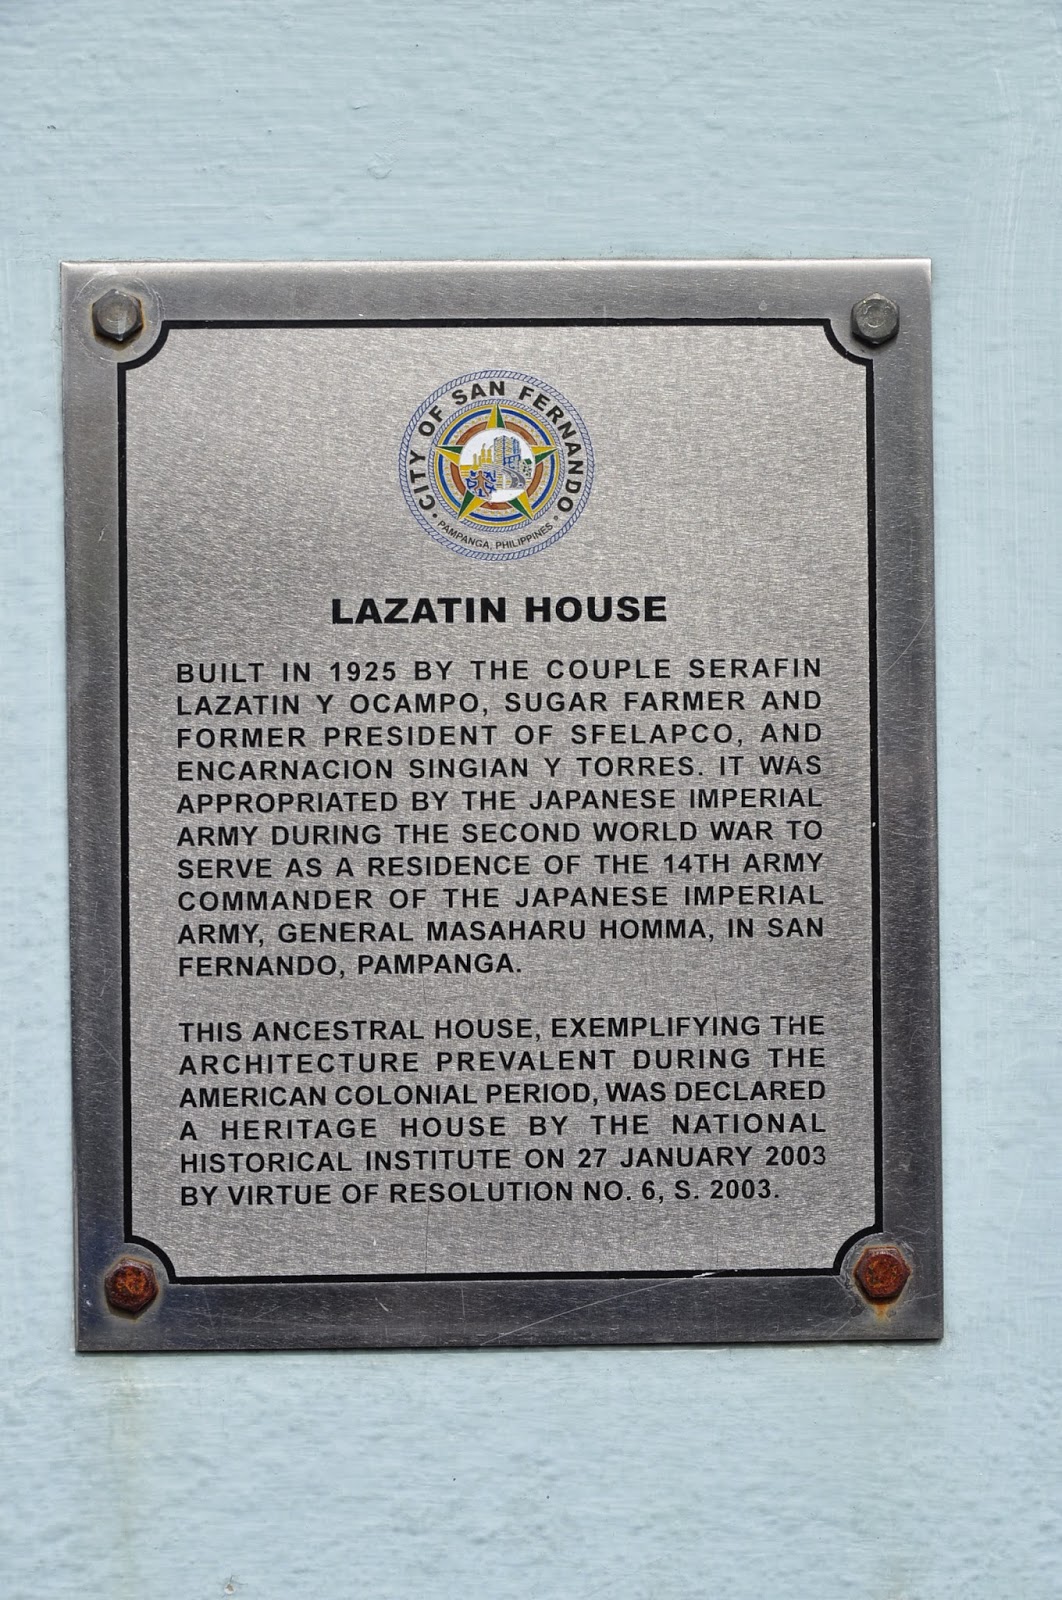 CITY OF SAN FERNANDO
PAMPANGA, PHILIPPINES
LAZATIN HOUSE
BUILT IN 1925 BY THE COUPLE SERAFIN
LAZATIN Y OCAMPO, SUGAR FARMER AND
FORMER PRESIDENT OF SFELAPCO, AND
ENCARNACION SINGIAN Y TORRES. IT WAS
APPROPRIATED BY THE JAPANESE IMPERIAL
ARMY DURING THE SECOND WORLD WAR TO
SERVE AS A RESIDENCE OF THE 14TH ARMY
COMMANDER OF THE JAPANESE IMPERIAL
ARMY, GENERAL MASAHARU HOMMA, IN SAN
FERNANDO, PAMPANGA.
THIS ANCESTRAL HOUSE, EXEMPLIFYING THE
ARCHITECTURE PREVALENT DURING THE
AMERICAN COLONIAL PERIOD, WAS DECLARED
A HERITAGE HOUSE BY THE NATIONAL
HISTORICAL INSTITUTE ON 27 JANUARY 2003
BY VIRTUE OF RESOLUTION NO. 6, S. 2003.